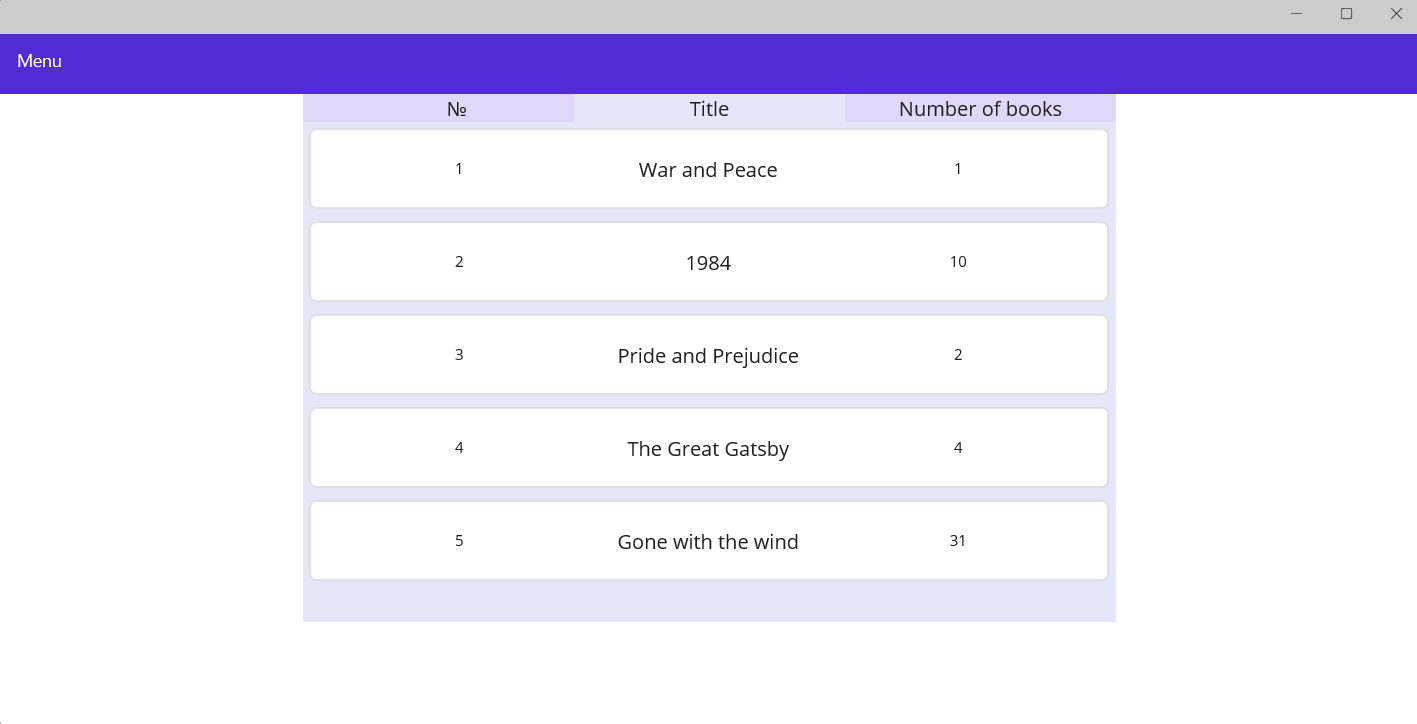 Menu
№ Title Number of books
1 War and Peace 1
2 1984 10
3 Pride and Prejudice 2
4 The Great Gatsby 4
5 Gone with the wind 31